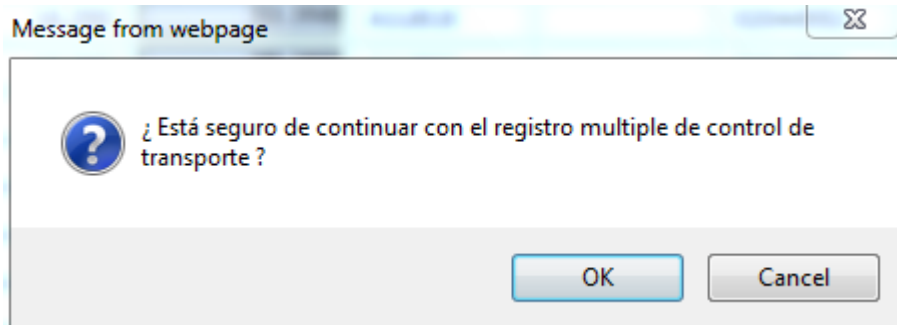 Message from webpage
¿ Está seguro de continuar con el registro multiple de control de
transporte ?
OK
Cancel